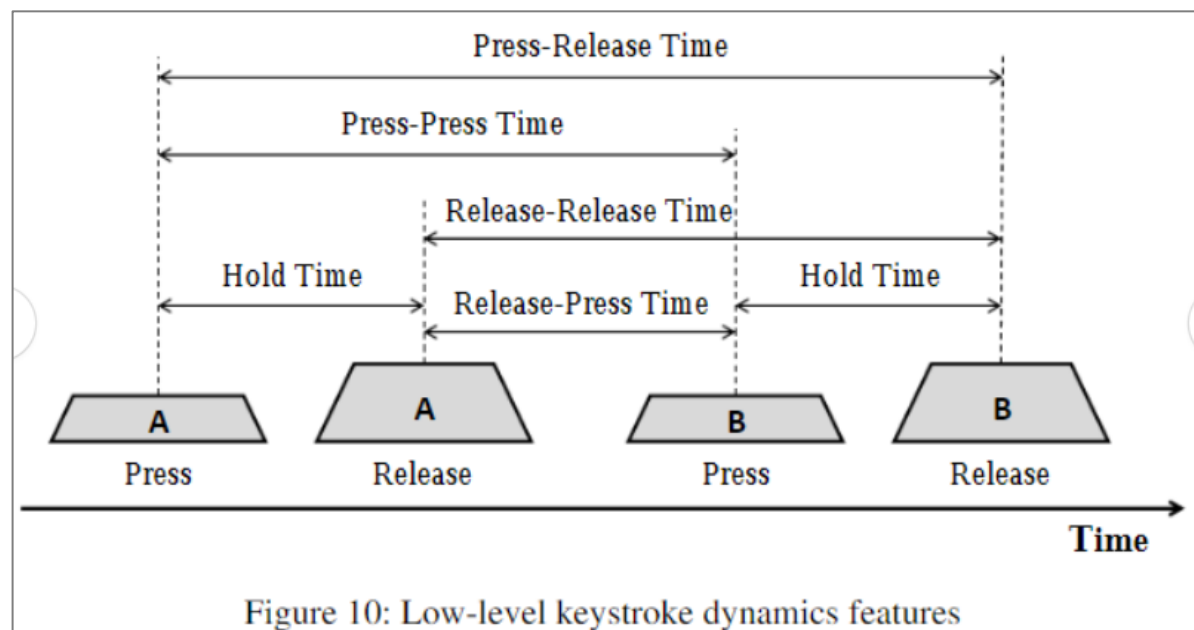 Press-Release Time
Press-Press Time
Release-Release Time
Hold Time
Release-Press Time
Hold Time
A
A
B
B
Press
Release
Press
Release
Time
Figure 10: Low-level keystroke dynamics features